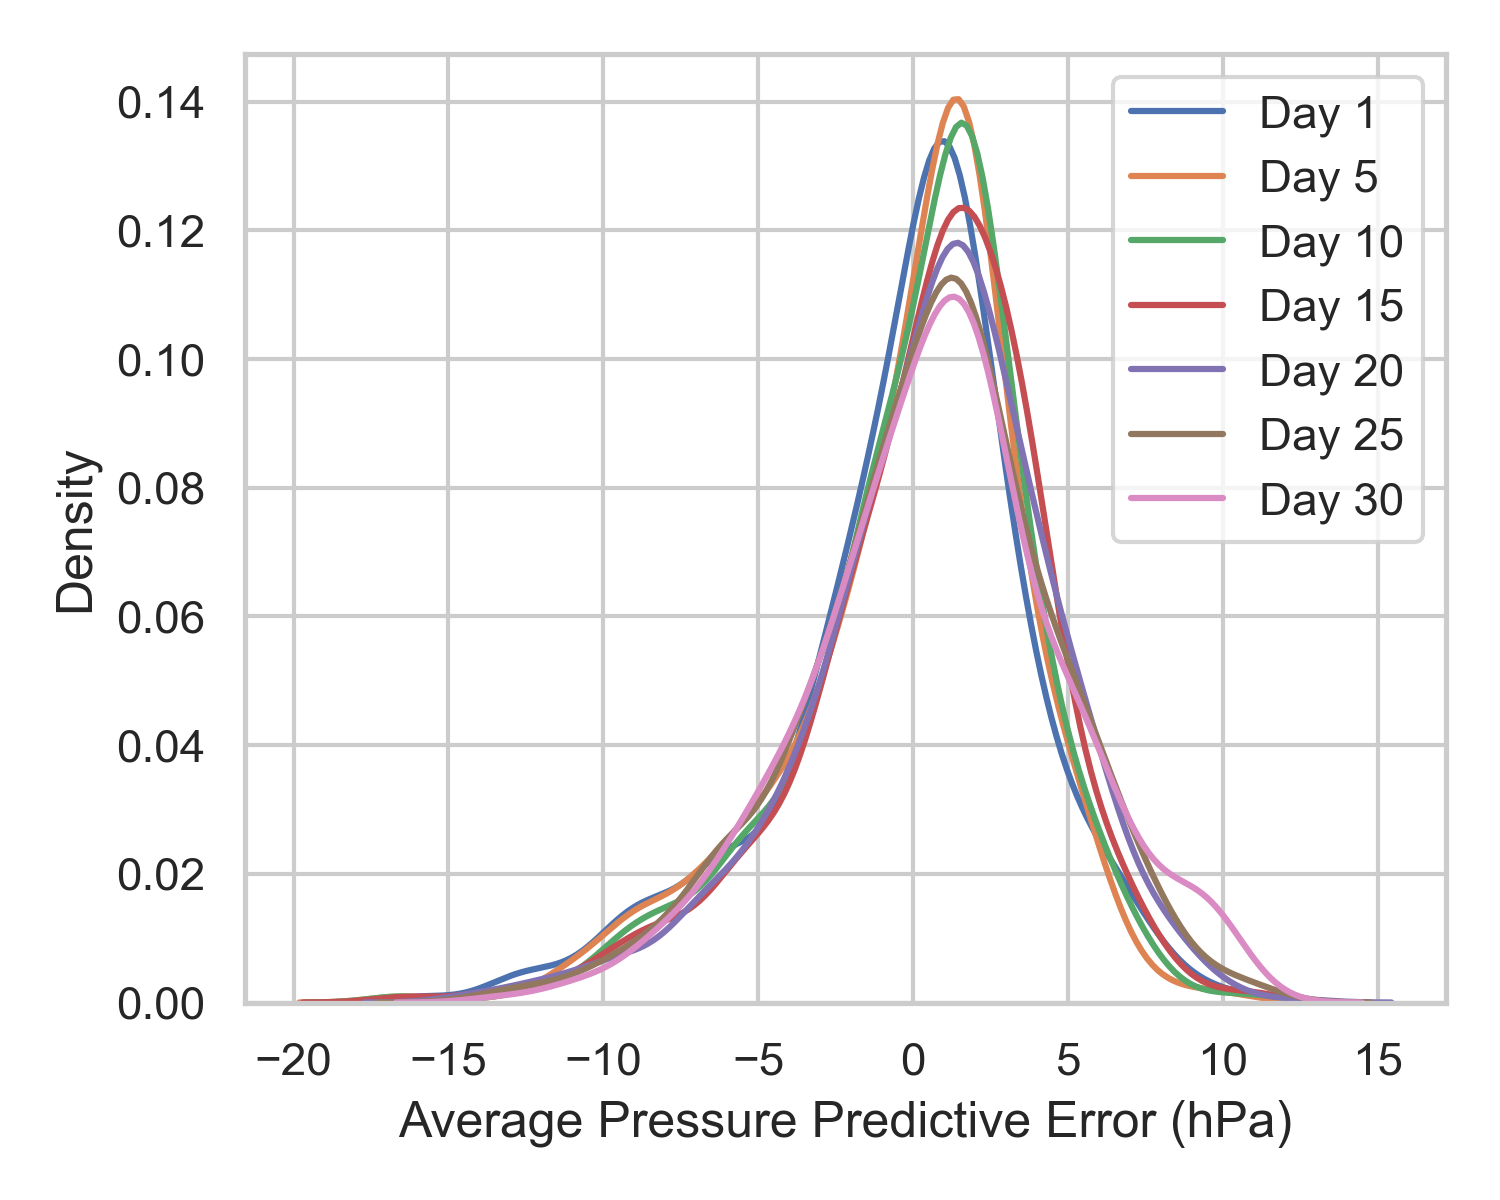 0.14
0.12
0.10
0.08
0.06
0.04
0.02
0.00
Density
−20 −15 −10 −5 0 5 10 15
Average Pressure Predictive Error (hPa)
Day 1
Day 5
Day 10
Day 15
Day 20
Day 25
Day 30